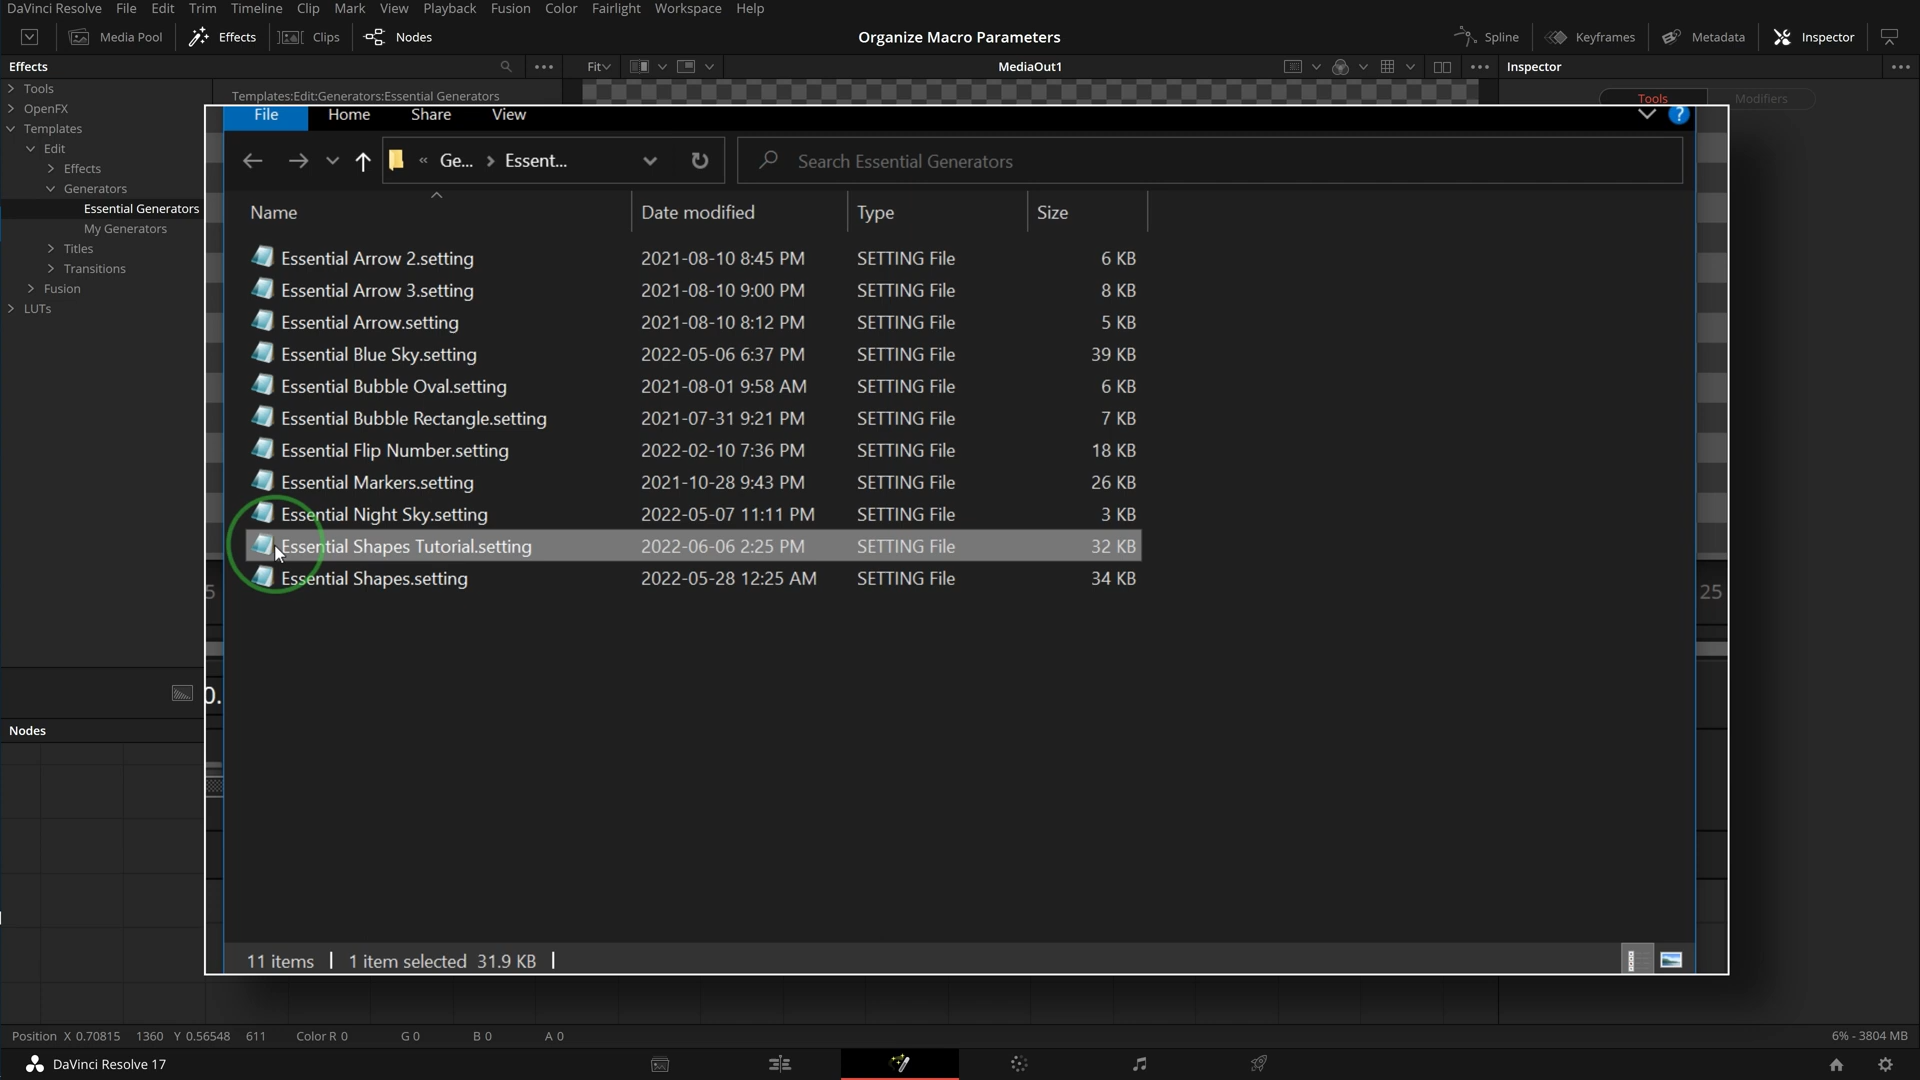 DaVinci Resolve File Edit Trim Timeline Clip Mark View Playback Fusion Color Fairlight Workspace Help
Media Pool Effects Clips Nodes Organize Macro Parameters Spline Keyframes Metadata Inspector
Effects Fit MediaOut1 Inspector
Tools
OpenFX
Templates
Edit
Effects
Generators
Essential Generators
My Generators
Titles
Transitions
Fusion
LUTs
Templates:Edit:Generators:Essential Generators
Tools Modifiers
File Home Share View ?
« Ge... Essent... Search Essential Generators
Name Date modified Type Size
Essential Arrow 2.setting 2021-08-10 8:45 PM SETTING File 6 KB
Essential Arrow 3.setting 2021-08-10 9:00 PM SETTING File 8 KB
Essential Arrow.setting 2021-08-10 8:12 PM SETTING File 5 KB
Essential Blue Sky.setting 2022-05-06 6:37 PM SETTING File 39 KB
Essential Bubble Oval.setting 2021-08-01 9:58 AM SETTING File 6 KB
Essential Bubble Rectangle.setting 2021-07-31 9:21 PM SETTING File 7 KB
Essential Flip Number.setting 2022-02-10 7:36 PM SETTING File 18 KB
Essential Markers.setting 2021-10-28 9:43 PM SETTING File 26 KB
Essential Night Sky.setting 2022-05-07 11:11 PM SETTING File 3 KB
Essential Shapes Tutorial.setting 2022-06-06 2:25 PM SETTING File 32 KB
Essential Shapes.setting 2022-05-28 12:25 AM SETTING File 34 KB
5 25
0.
Nodes
11 items 1 item selected 31.9 KB
Position X 0.70815 1360 Y 0.56548 611 Color R 0 G 0 B 0 A 0 6% - 3804 MB
DaVinci Resolve 17